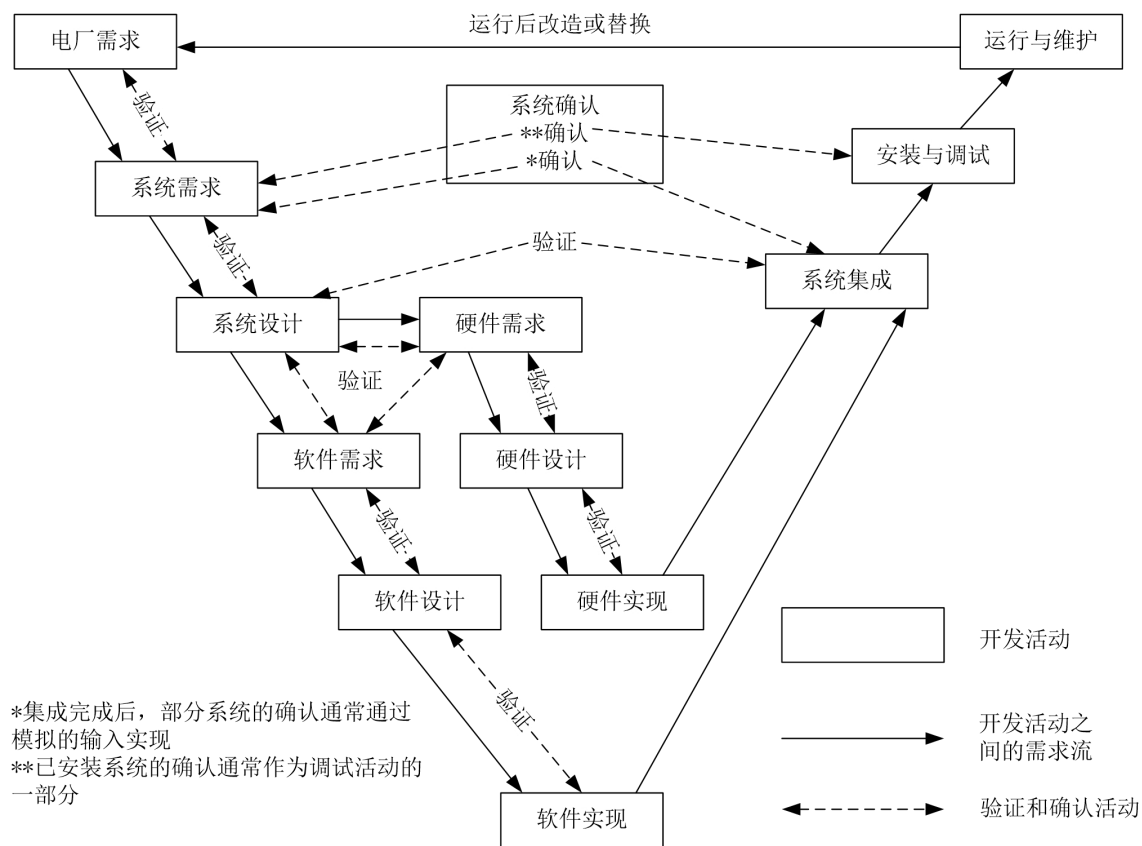 电厂需求
运行后改造或替换
运行与维护
验证
系统确认
**确认
*确认
安装与调试
系统需求
验证
验证
系统集成
系统设计
硬件需求
验证
验证
软件需求
硬件设计
验证
验证
软件设计
硬件实现
开发活动
验证
*集成完成后，部分系统的确认通常通过
模拟的输入实现
**已安装系统的确认通常作为调试活动的
一部分
开发活动之
间的需求流
软件实现
验证和确认活动